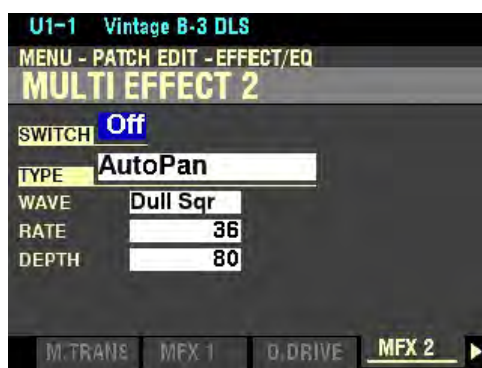 U1-1 Vintage B-3 DLS
MENU - PATCH EDIT - EFFECT/EQ
MULTI EFFECT 2
SWITCH Off
TYPE AutoPan
WAVE Dull Sqr
RATE 36
DEPTH 80
M.TRANS MFX 1 O.DRIVE MFX 2